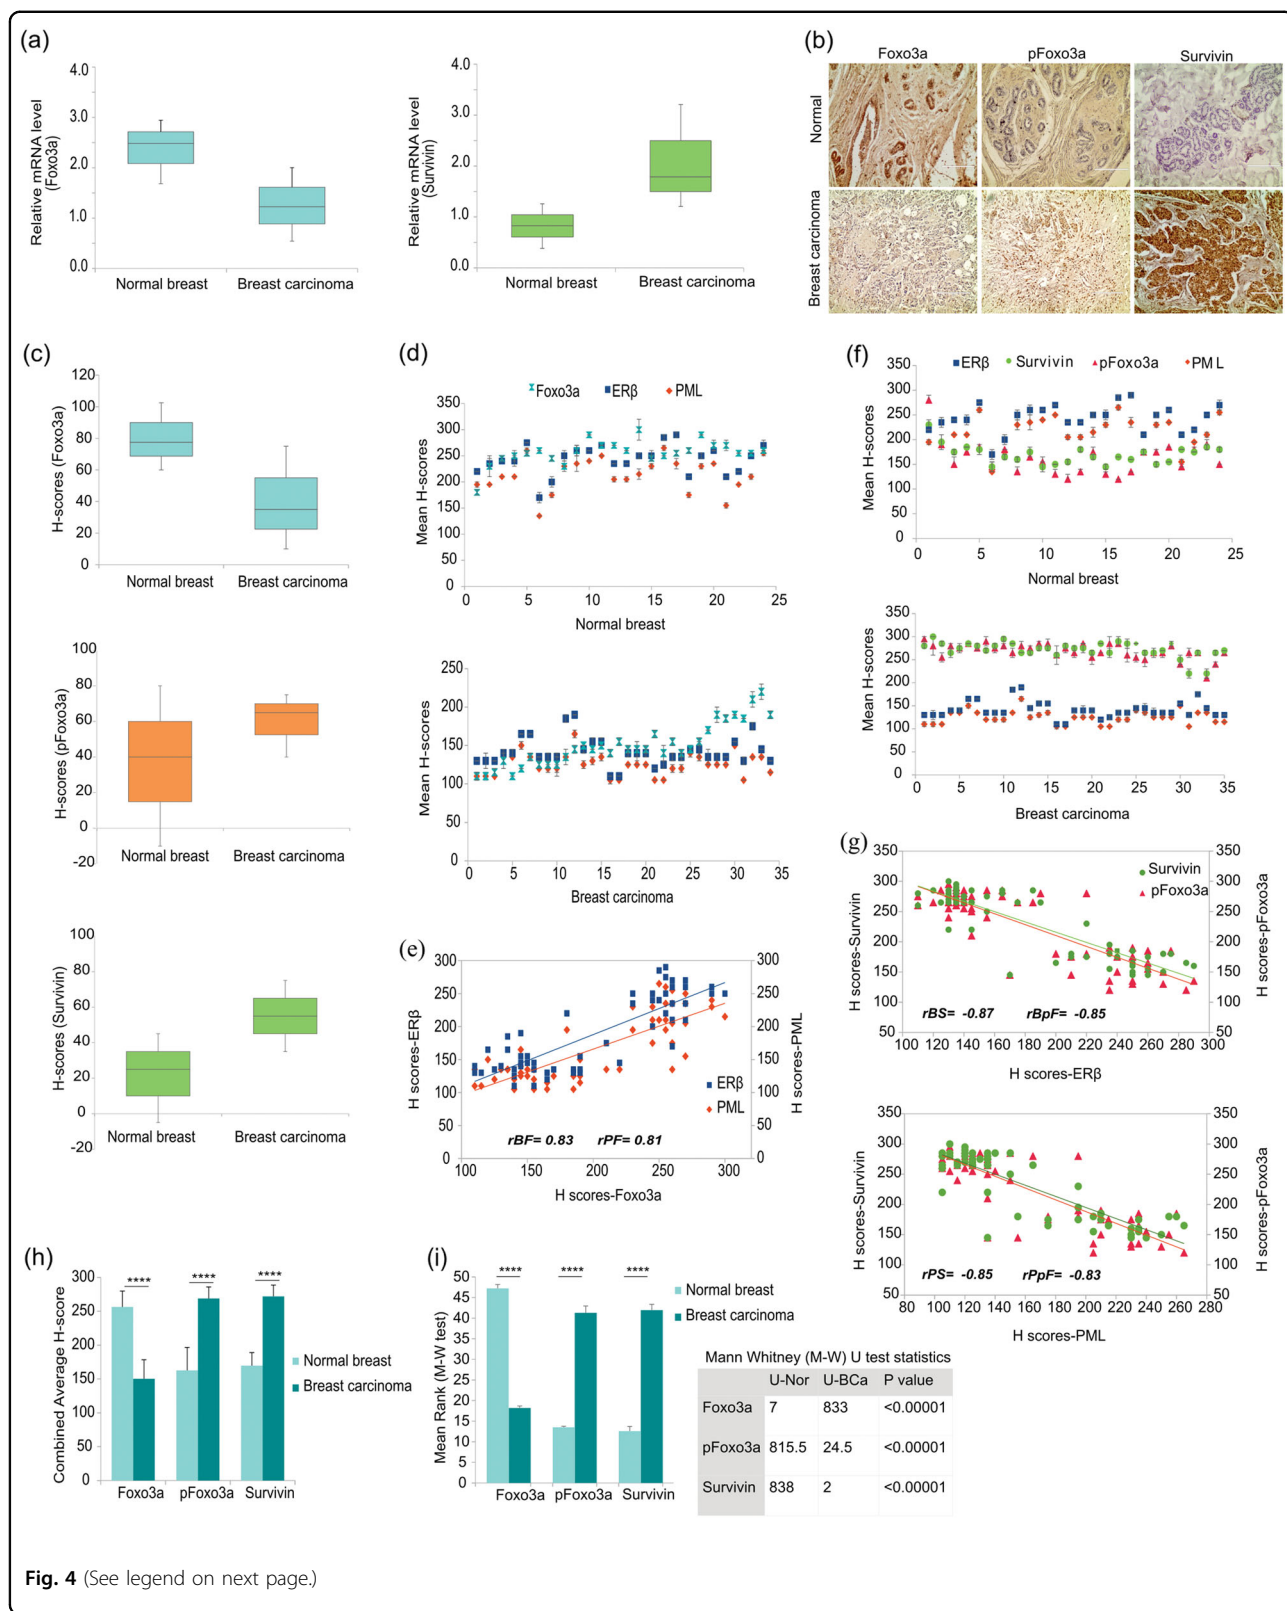 (a)
4.0
3.0
2.0
1.0
0.0
Relative mRNA level
(Foxo3a)
Normal breast
Breast carcinoma
4.0
3.0
2.0
1.0
0.0
Relative mRNA level
(Survivin)
Normal breast
Breast carcinoma
(b)
Foxo3a
pFoxo3a
Survivin
Normal
Breast carcinoma
(c)
120
100
80
60
40
20
0
H-scores (Foxo3a)
Normal breast
Breast carcinoma
100
80
60
40
20
0
-20
H-scores (pFoxo3a)
Normal breast
Breast carcinoma
100
80
60
40
20
0
-20
H-scores (Survivin)
Normal breast
Breast carcinoma
(d)
Foxo3a ERβ PML
350
300
250
200
150
100
50
0
Mean H-scores
0 5 10 15 20 25
Normal breast
250
200
150
100
50
0
Mean H-scores
0 5 10 15 20 25 30 35
Breast carcinoma
(e)
300
250
200
150
100
50
0
H scores-ERβ
300
250
200
150
100
50
0
H scores-PML
ERβ
PML
rBF= 0.83 rPF= 0.81
100 150 200 250 300
H scores-Foxo3a
(f)
ERβ Survivin pFoxo3a PML
350
300
250
200
150
100
50
0
Mean H-scores
0 5 10 15 20 25
Normal breast
350
300
250
200
150
100
50
0
Mean H-scores
0 5 10 15 20 25 30 35
Breast carcinoma
(g)
350
300
250
200
150
100
50
H scores-Survivin
350
300
250
200
150
100
50
H scores-pFoxo3a
Survivin
pFoxo3a
rBS= -0.87 rBpF= -0.85
110 130 150 170 190 210 230 250 270 290
H scores-ERβ
350
300
250
200
150
100
50
H scores-Survivin
350
300
250
200
150
100
50
H scores-pFoxo3a
rPS= -0.85 rPpF= -0.83
80 100 120 140 160 180 200 220 240 260 280
H scores-PML
(h)
300
250
200
150
100
50
0
Combined Average H-score
**** **** ****
Foxo3a pFoxo3a Survivin
Normal breast
Breast carcinoma
(i)
50
45
40
35
30
25
20
15
10
5
0
Mean Rank (M-W test)
**** **** ****
Foxo3a pFoxo3a Survivin
Normal breast
Breast carcinoma
Mann Whitney (M-W) U test statistics
U-Nor U-BCa P value
Foxo3a 7 833 <0.00001
pFoxo3a 815.5 24.5 <0.00001
Survivin 838 2 <0.00001
Fig. 4 (See legend on next page.)